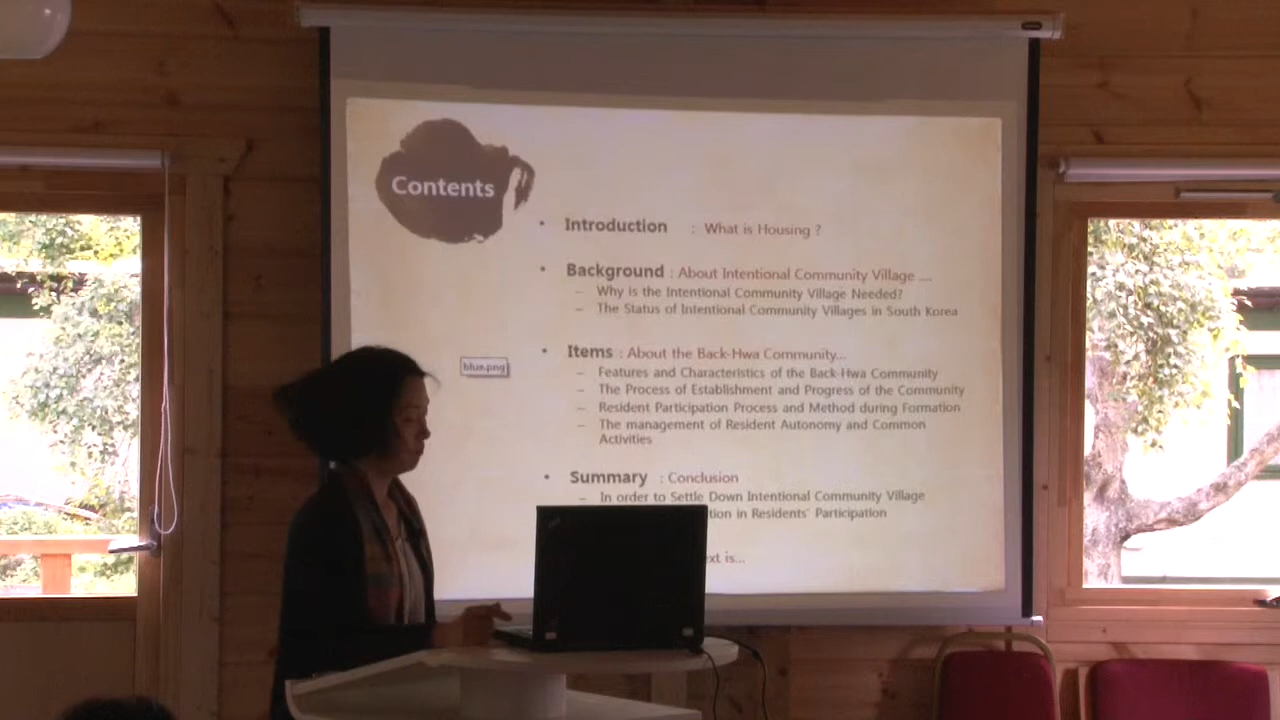 Contents
• Introduction : What is Housing ?
• Background : About Intentional Community Village ....
– Why is the Intentional Community Village Needed?
– The Status of Intentional Community Villages in South Korea
• Items : About the Back-Hwa Community...
blue.png
– Features and Characteristics of the Back-Hwa Community
– The Process of Establishment and Progress of the Community
– Resident Participation Process and Method during Formation
– The management of Resident Autonomy and Common
Activities
• Summary : Conclusion
– In order to Settle Down Intentional Community Village
in Residents' Participation
is...